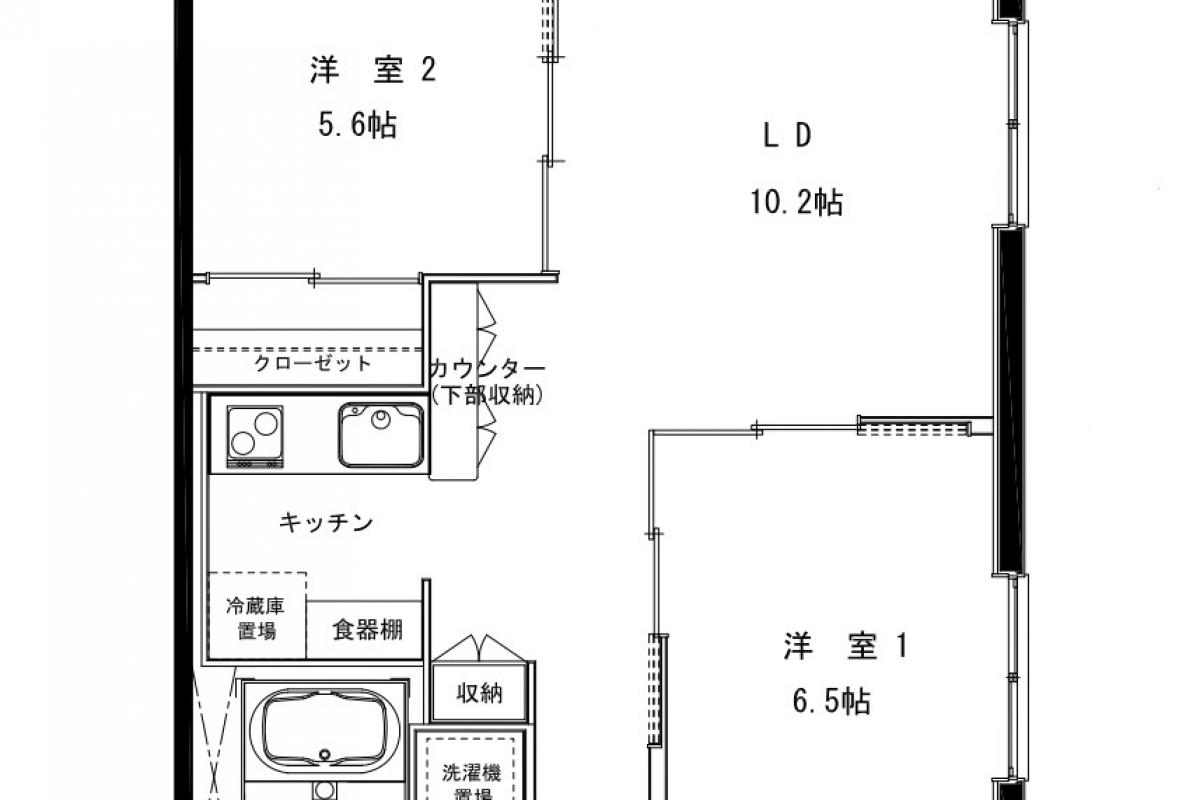 洋 室 2
5.6帖
LD
10.2帖
クローゼット
カウンター
(下部収納)
キッチン
冷蔵庫
置場
食器棚
収納
洋 室 1
6.5帖
洗濯機
置場